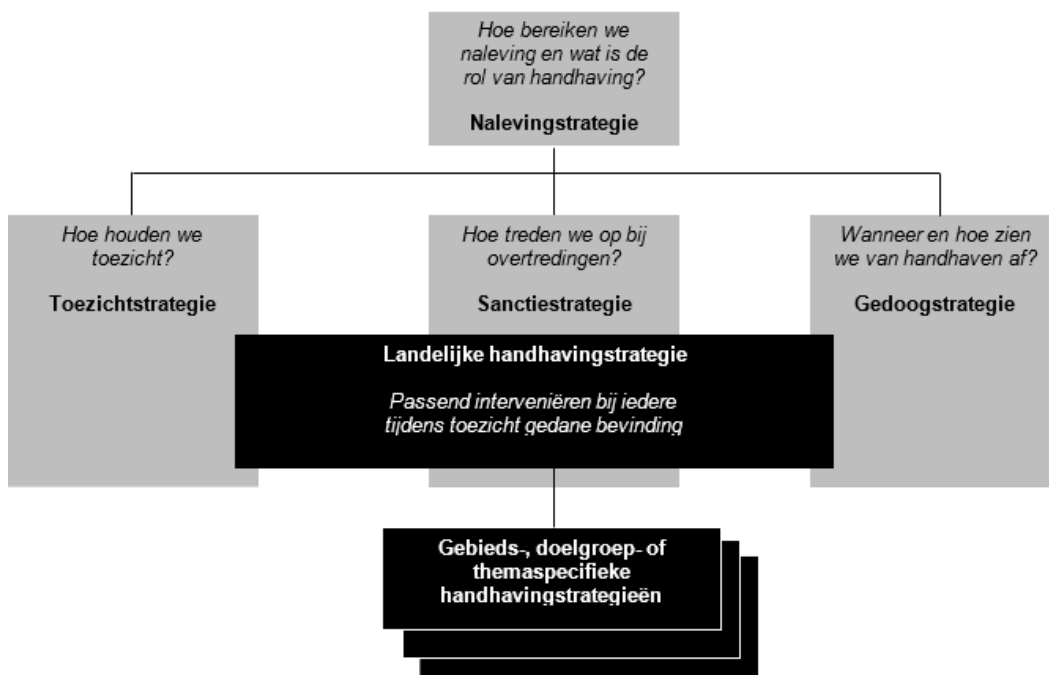 Hoe bereiken we
naleving en wat is de
rol van handhaving?
Nalevingstrategie
Hoe houden we
toezicht?
Toezichtstrategie
Hoe treden we op bij
overtredingen?
Sanctiestrategie
Wanneer en hoe zien
we van handhaven af?
Gedoogstrategie
Landelijke handhavingstrategie
Passend interveniëren bij iedere
tijdens toezicht gedane bevinding
Gebieds-, doelgroep- of
themaspecifieke
handhavingstrategieën